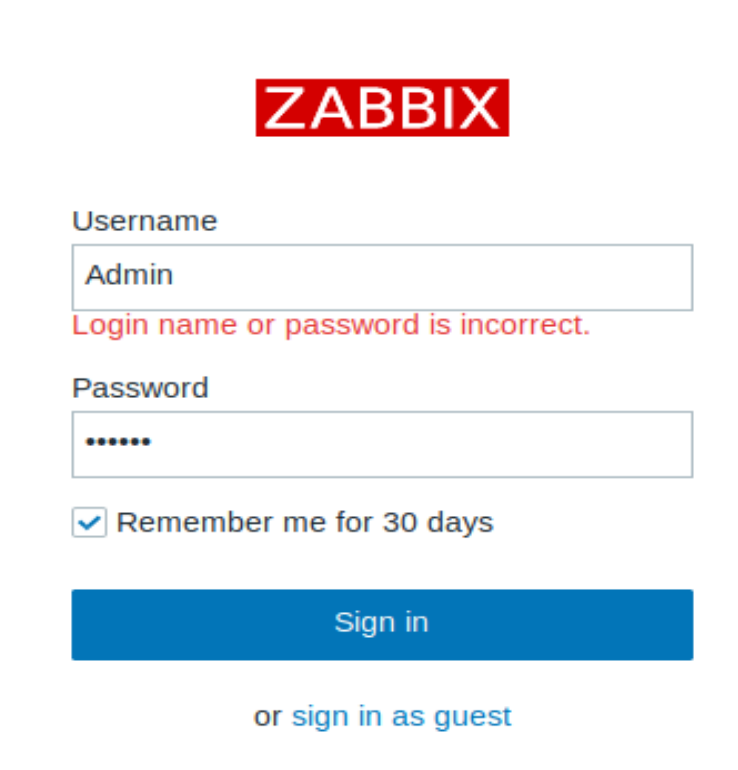 ZABBIX
Username
Admin
Login name or password is incorrect.
Password
••••••
Remember me for 30 days
Sign in
or sign in as guest